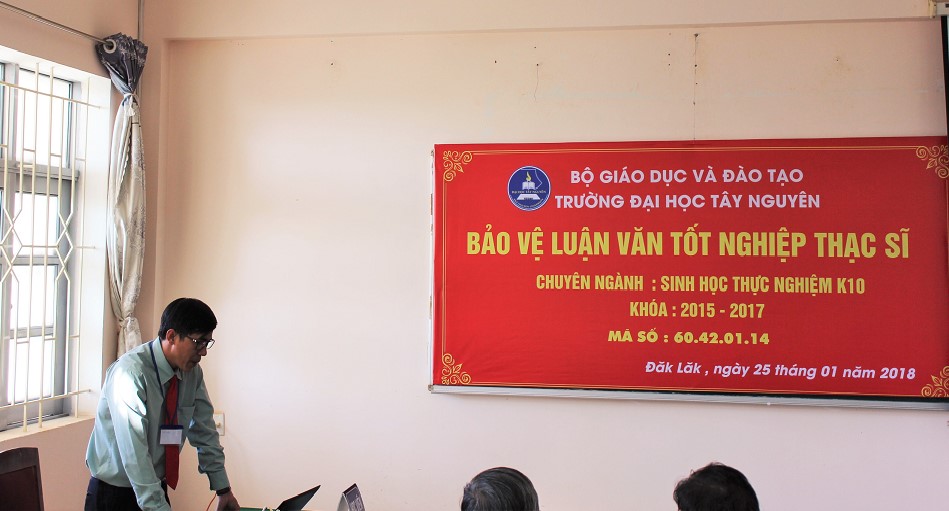 BỘ GIÁO DỤC VÀ ĐÀO TẠO
TRƯỜNG ĐẠI HỌC TÂY NGUYÊN
BẢO VỆ LUẬN VĂN TỐT NGHIỆP THẠC SĨ
CHUYÊN NGÀNH : SINH HỌC THỰC NGHIỆM K10
KHÓA : 2015 - 2017
MÃ SỐ : 60.42.01.14
Đăk Lăk , ngày 25 tháng 01 năm 2018